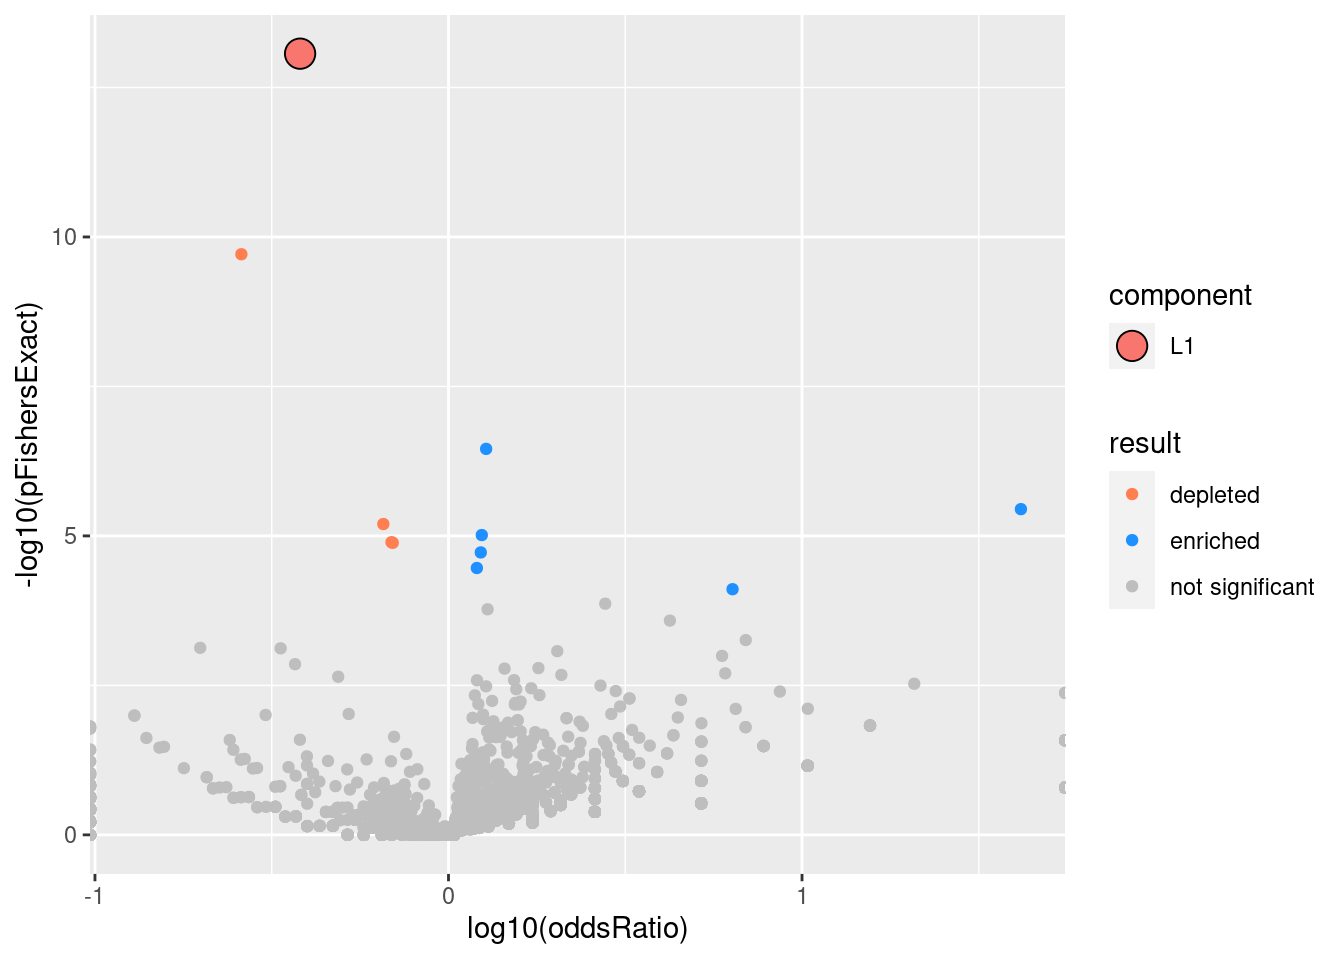 -log10(pFishersExact)
10
5
0
-1
0
1
log10(oddsRatio)
component
L1
result
depleted
enriched
not significant